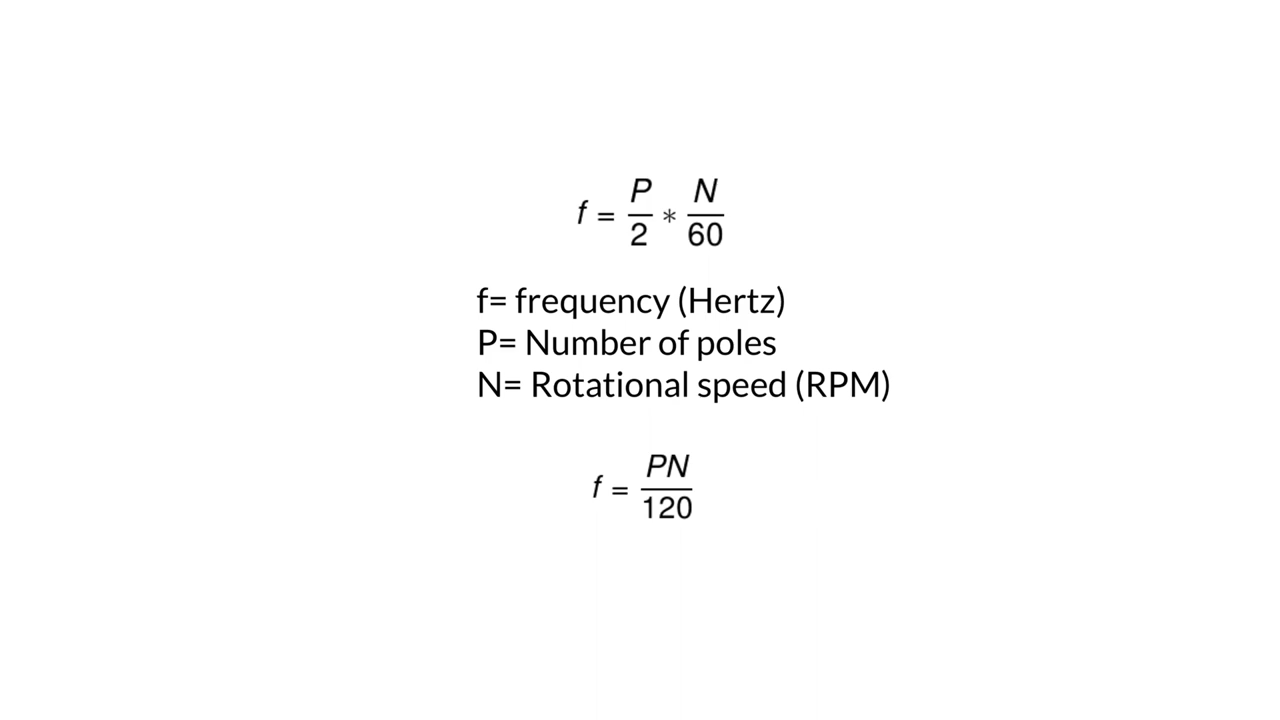 f = P/2 * N/60
f= frequency (Hertz)
P= Number of poles
N= Rotational speed (RPM)
f = PN/120